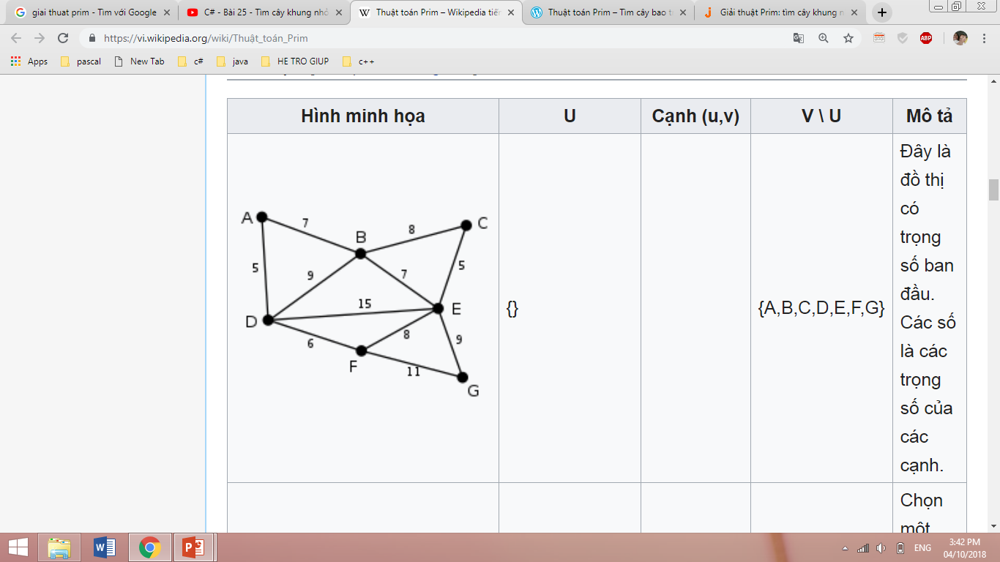 giai thuat prim - Tìm với Google
C# - Bài 25 - Tìm cây khung nhỏ
Thuật toán Prim – Wikipedia tiến
Thuật toán Prim – Tìm cây bao tr
Giải thuật Prim: tìm cây khung n
https://vi.wikipedia.org/wiki/Thuật_toán_Prim
ABP
Apps
pascal
New Tab
c#
java
HE TRO GIUP
c++
Hình minh họa
U
Cạnh (u,v)
V \ U
Mô tả
A
7
B
8
C
5
9
7
5
15
E
D
6
8
9
F
11
G
{}
{A,B,C,D,E,F,G}
Đây là
đồ thị
có
trọng
số ban
đầu.
Các số
là các
trọng
số của
các
cạnh.
Chọn
một
ENG
3:42 PM
04/10/2018